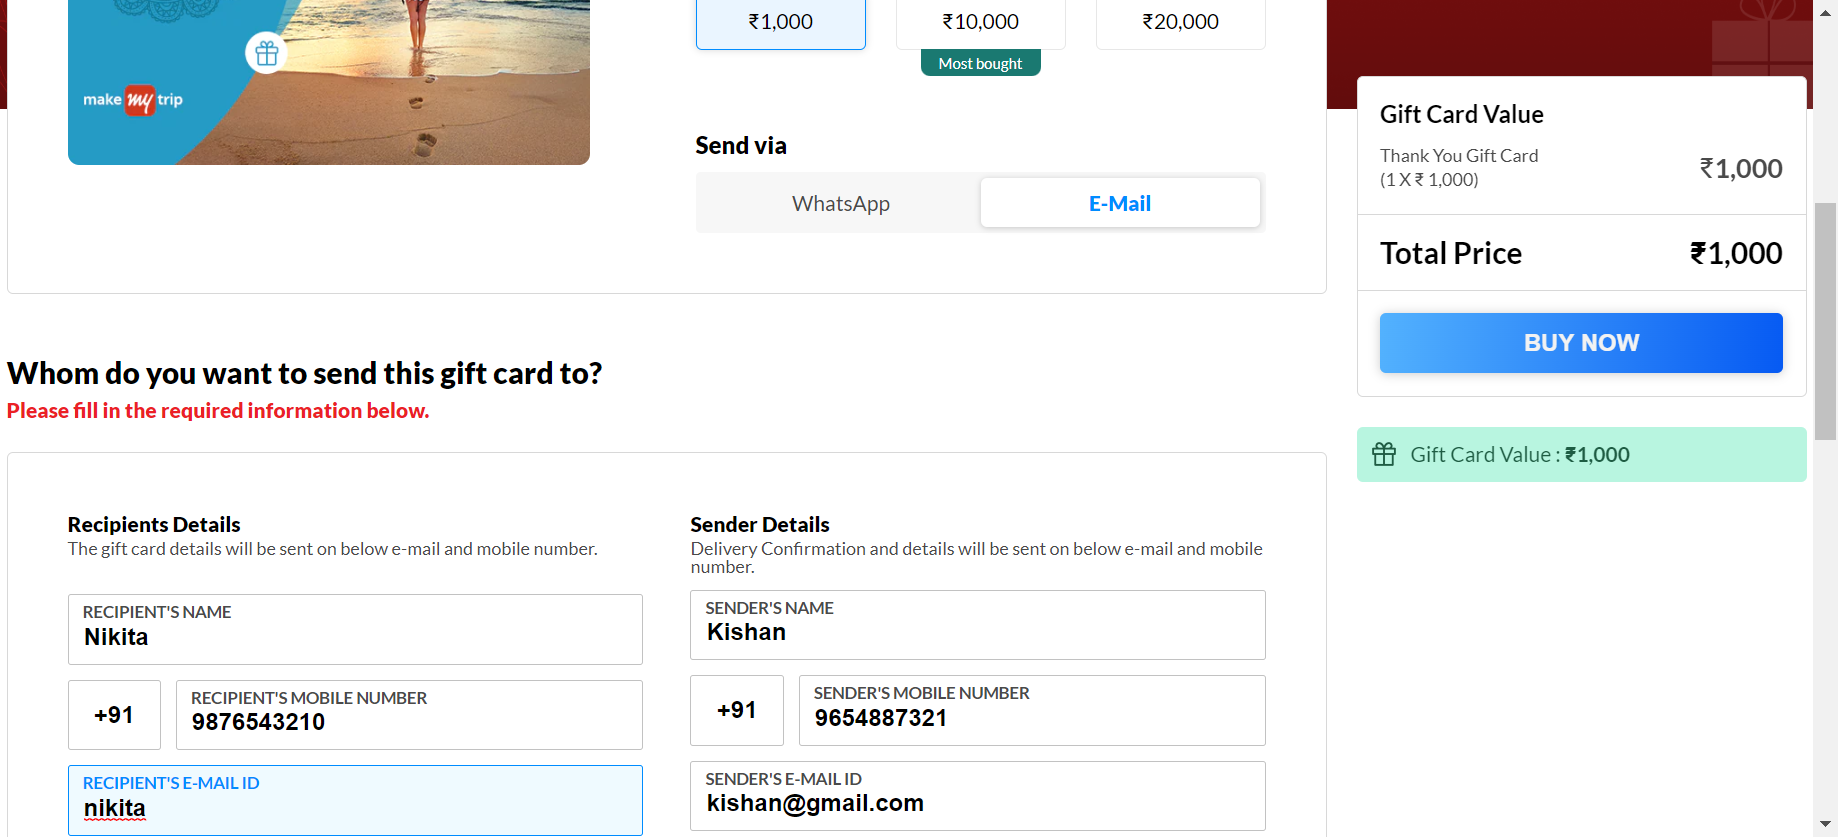 make my trip
₹1,000
₹10,000
₹20,000
Most bought
Send via
WhatsApp
E-Mail
Gift Card Value
Thank You Gift Card
(1 X ₹ 1,000)
₹1,000
Total Price
₹1,000
BUY NOW
Gift Card Value : ₹1,000
Whom do you want to send this gift card to?
Please fill in the required information below.
Recipients Details
The gift card details will be sent on below e-mail and mobile number.
RECIPIENT'S NAME
Nikita
+91
RECIPIENT'S MOBILE NUMBER
9876543210
RECIPIENT'S E-MAIL ID
nikita
Sender Details
Delivery Confirmation and details will be sent on below e-mail and mobile
number.
SENDER'S NAME
Kishan
+91
SENDER'S MOBILE NUMBER
9654887321
SENDER'S E-MAIL ID
kishan@gmail.com